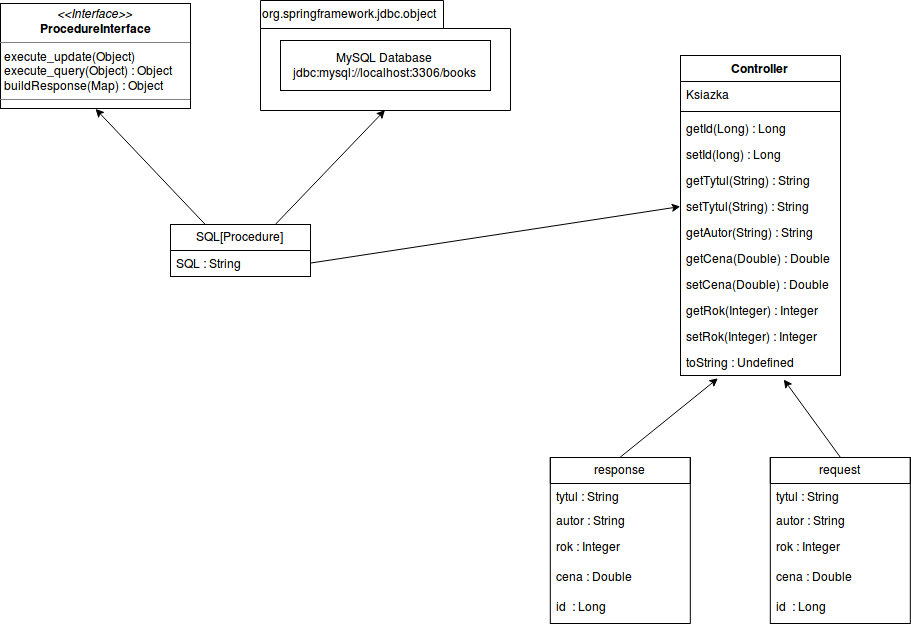 <<Interface>>
ProcedureInterface
execute_update(Object)
execute_query(Object) : Object
buildResponse(Map) : Object
org.springframework.jdbc.object
MySQL Database
jdbc:mysql://localhost:3306/books
Controller
Ksiazka
getId(Long) : Long
setId(long) : Long
getTytul(String) : String
setTytul(String) : String
getAutor(String) : String
getCena(Double) : Double
setCena(Double) : Double
getRok(Integer) : Integer
setRok(Integer) : Integer
toString : Undefined
SQL[Procedure]
SQL : String
response
tytul : String
autor : String
rok : Integer
cena : Double
id : Long
request
tytul : String
autor : String
rok : Integer
cena : Double
id : Long